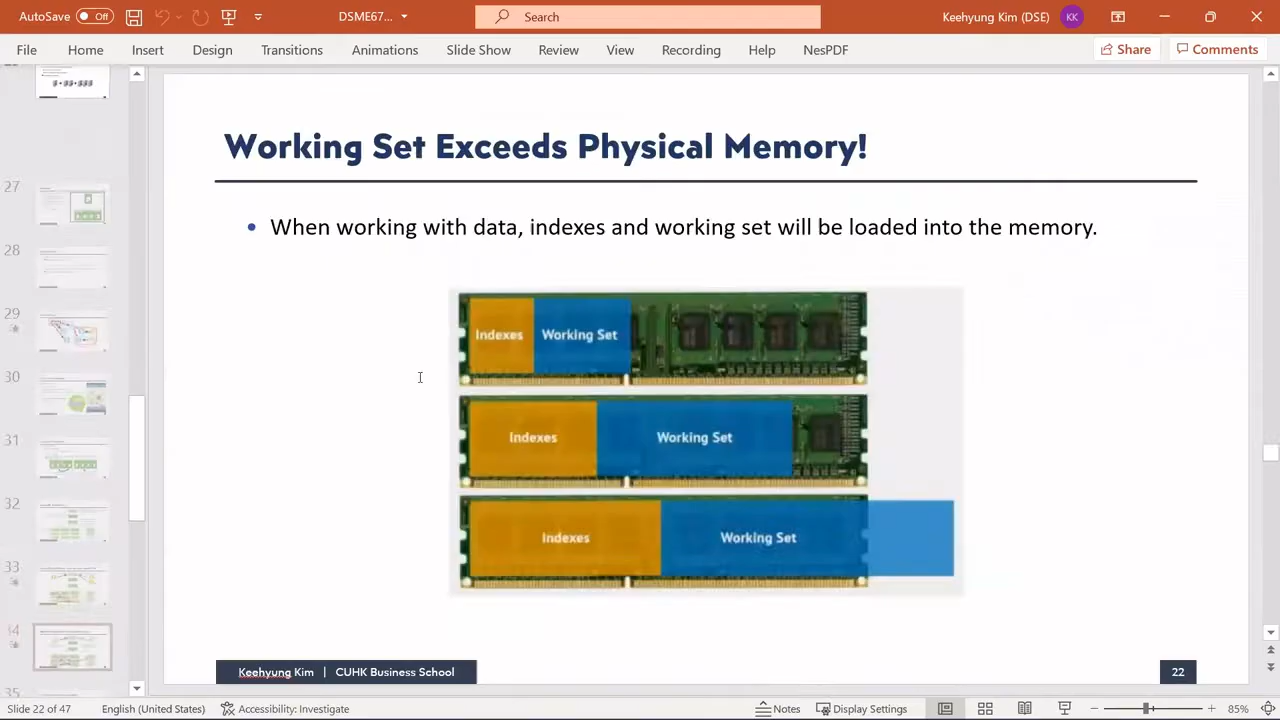 AutoSave Off DSME67... Search Keehyung Kim (DSE) KK
File Home Insert Design Transitions Animations Slide Show Review View Recording Help NesPDF Share Comments
27
28
29
30
31
32
33
34
35
Working Set Exceeds Physical Memory!
• When working with data, indexes and working set will be loaded into the memory.
Indexes Working Set
Indexes Working Set
Indexes Working Set
Keehyung Kim | CUHK Business School 22
Slide 22 of 47 English (United States) Accessibility: Investigate Notes Display Settings 85%